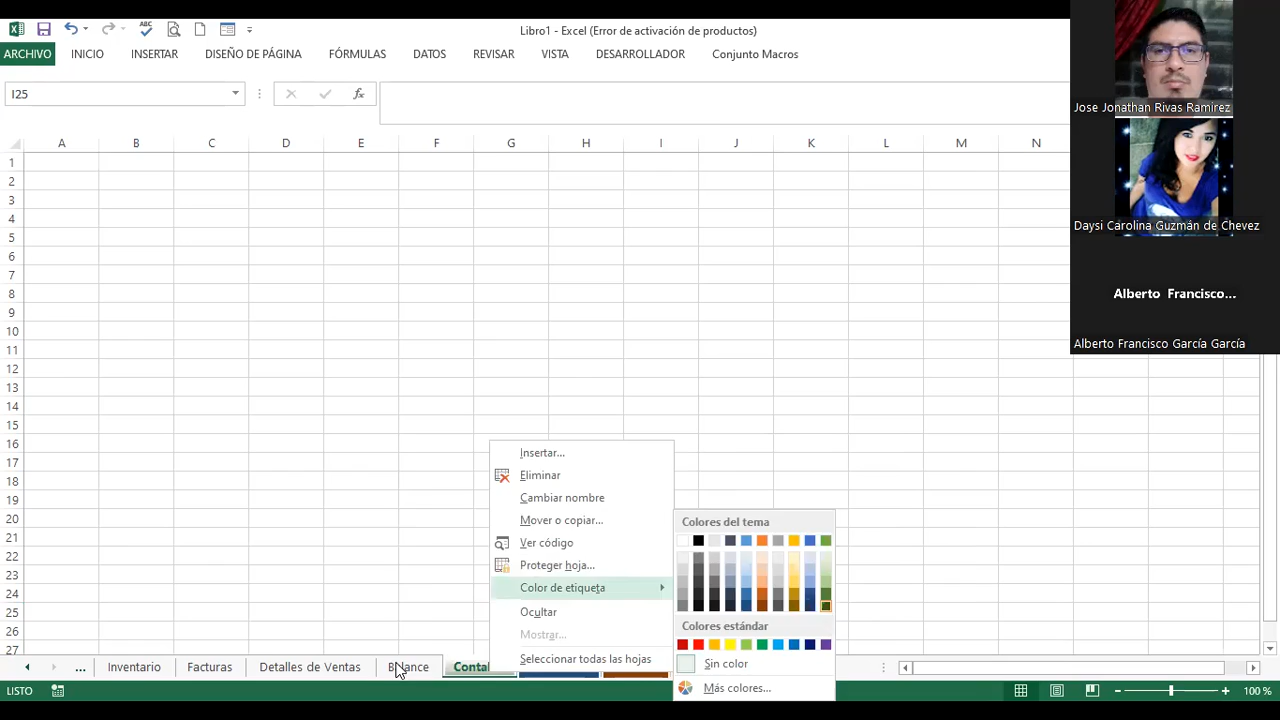 Libro1 - Excel (Error de activación de productos)
ARCHIVO INICIO INSERTAR DISEÑO DE PÁGINA FÓRMULAS DATOS REVISAR VISTA DESARROLLADOR Conjunto Macros
I25 fx
A B C D E F G H I J K L M N
1
2
3
4
5
6
7
8
9
10
11
12
13
14
15
16
17
18
19
20
21
22
23
24
25
26
27
Insertar...
Eliminar
Cambiar nombre
Mover o copiar...
Ver código
Proteger hoja...
Color de etiqueta
Ocultar
Mostrar...
Seleccionar todas las hojas
Colores del tema
Colores estándar
Sin color
Más colores...
... Inventario Facturas Detalles de Ventas Balance
LISTO 100 %
Jose Jonathan Rivas Ramirez
Daysi Carolina Guzmán de Chevez
Alberto Francisco...
Alberto Francisco García García